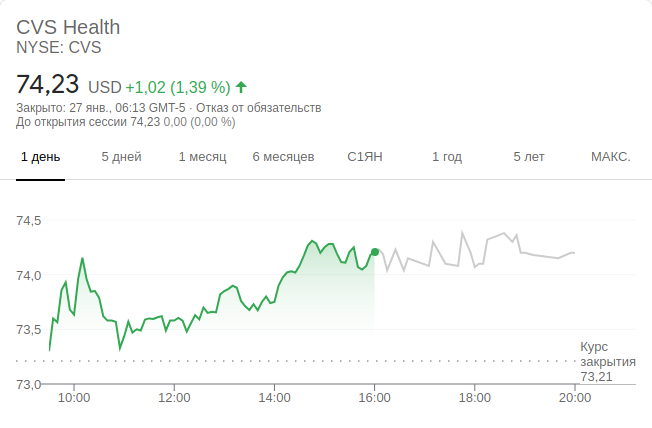 CVS Health
NYSE: CVS
74,23 USD +1,02 (1,39 %)
Закрыто: 27 янв., 06:13 GMT-5 · Отказ от обязательств
До открытия сессии 74,23 0,00 (0,00 %)
1 день 5 дней 1 месяц 6 месяцев С1ЯН 1 год 5 лет МАКС.
74,5
74,0
73,5
73,0
Курс
закрытия
73,21
10:00 12:00 14:00 16:00 18:00 20:00